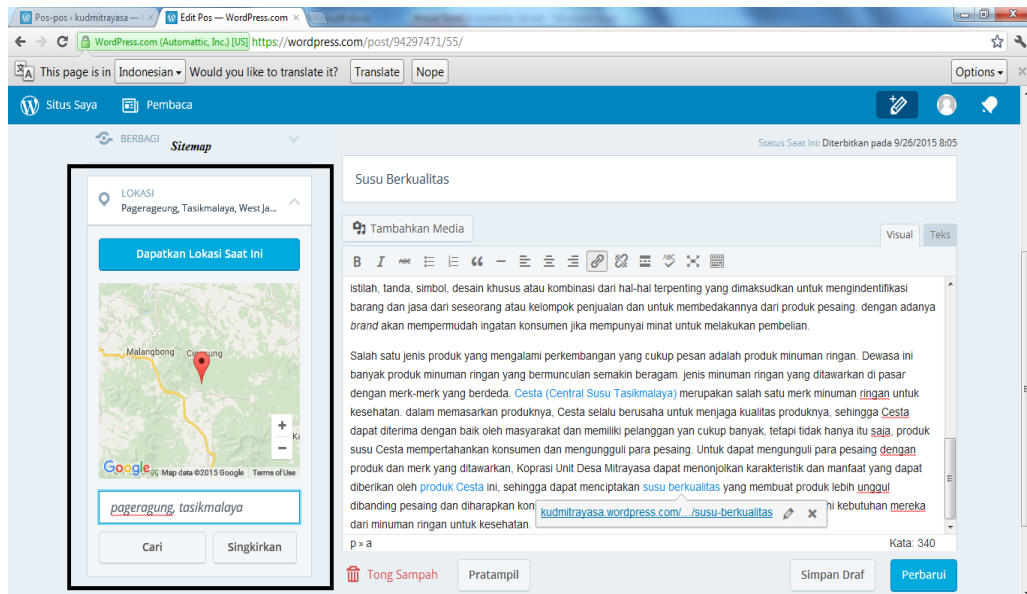 Pos-pos ‹ kudmitrayasa — 
Edit Pos — WordPress.com
WordPress.com (Automattic, Inc.) [US] https://wordpress.com/post/94297471/55/
This page is in Indonesian Would you like to translate it? Translate Nope Options
Situs Saya Pembaca
BERBAGI
Sitemap
Status Saat Ini: Diterbitkan pada 9/26/2015 8:05
LOKASI
Pagerageung, Tasikmalaya, West Ja...
Dapatkan Lokasi Saat Ini
Malangbong
+
−
Google Map data ©2015 Google Terms of Use
pageragung, tasikmalaya
Cari Singkirkan
Susu Berkualitas
Tambahkan Media
Visual Teks
B I ABC “ ABC
istilah, tanda, simbol, desain khusus atau kombinasi dari hal-hal terpenting yang dimaksudkan untuk mengindentifikasi
barang dan jasa dari seseorang atau kelompok penjualan dan untuk membedakannya dari produk pesaing. dengan adanya
brand akan mempermudah ingatan konsumen jika mempunyai minat untuk melakukan pembelian.
Salah satu jenis produk yang mengalami perkembangan yang cukup pesan adalah produk minuman ringan. Dewasa ini
banyak produk minuman ringan yang bermunculan semakin beragam. jenis minuman ringan yang ditawarkan di pasar
dengan merk-merk yang berdeda. Cesta (Central Susu Tasikmalaya) merupakan salah satu merk minuman ringan untuk
kesehatan. dalam memasarkan produknya, Cesta selalu berusaha untuk menjaga kualitas produknya, sehingga Cesta
dapat diterima dengan baik oleh masyarakat dan memiliki pelanggan yan cukup banyak, tetapi tidak hanya itu saja, produk
susu Cesta mempertahankan konsumen dan mengungguli para pesaing. Untuk dapat mengunguli para pesaing dengan
produk dan merk yang ditawarkan, Koprasi Unit Desa Mitrayasa dapat menonjolkan karakteristik dan manfaat yang dapat
diberikan oleh produk Cesta ini, sehingga dapat menciptakan susu berkualitas yang membuat produk lebih unggul
dibanding pesaing dan diharapkan kon kebutuhan mereka
kudmitrayasa.wordpress.com/.../susu-berkualitas
dari minuman ringan untuk kesehatan.
p » a Kata: 340
Tong Sampah Pratampil Simpan Draf Perbarui